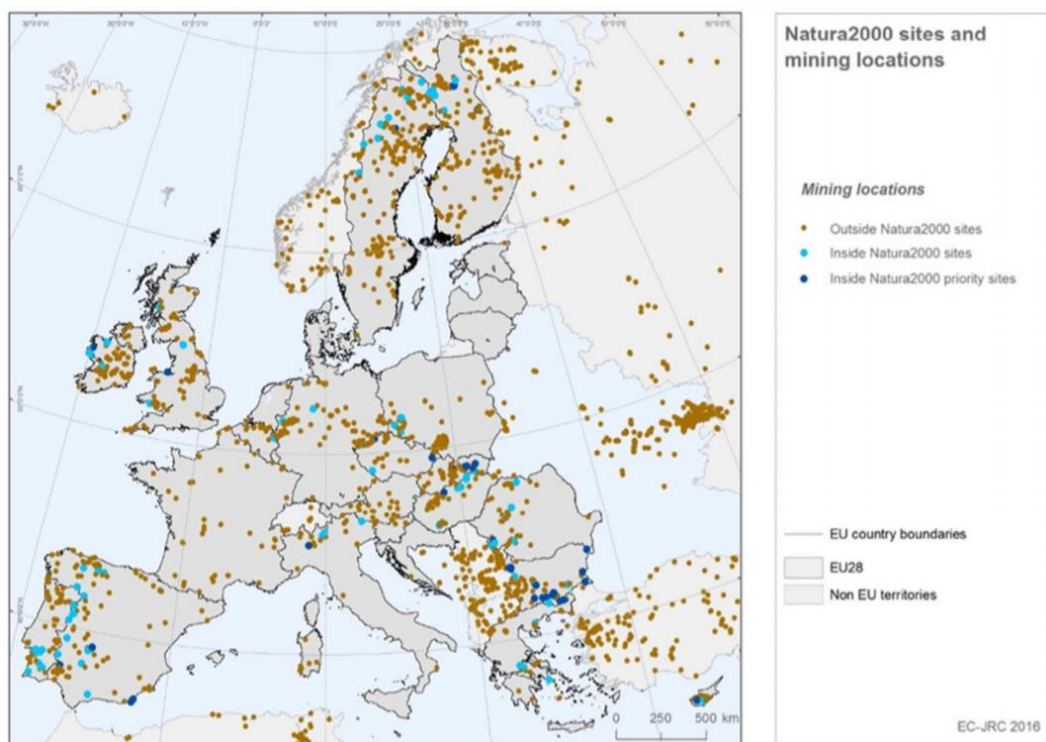 Natura2000 sites and
mining locations
Mining locations
Outside Natura2000 sites
Inside Natura2000 sites
Inside Natura2000 priority sites
EU country boundaries
EU28
Non EU territories
0 250 500 km
EC-JRC 2016